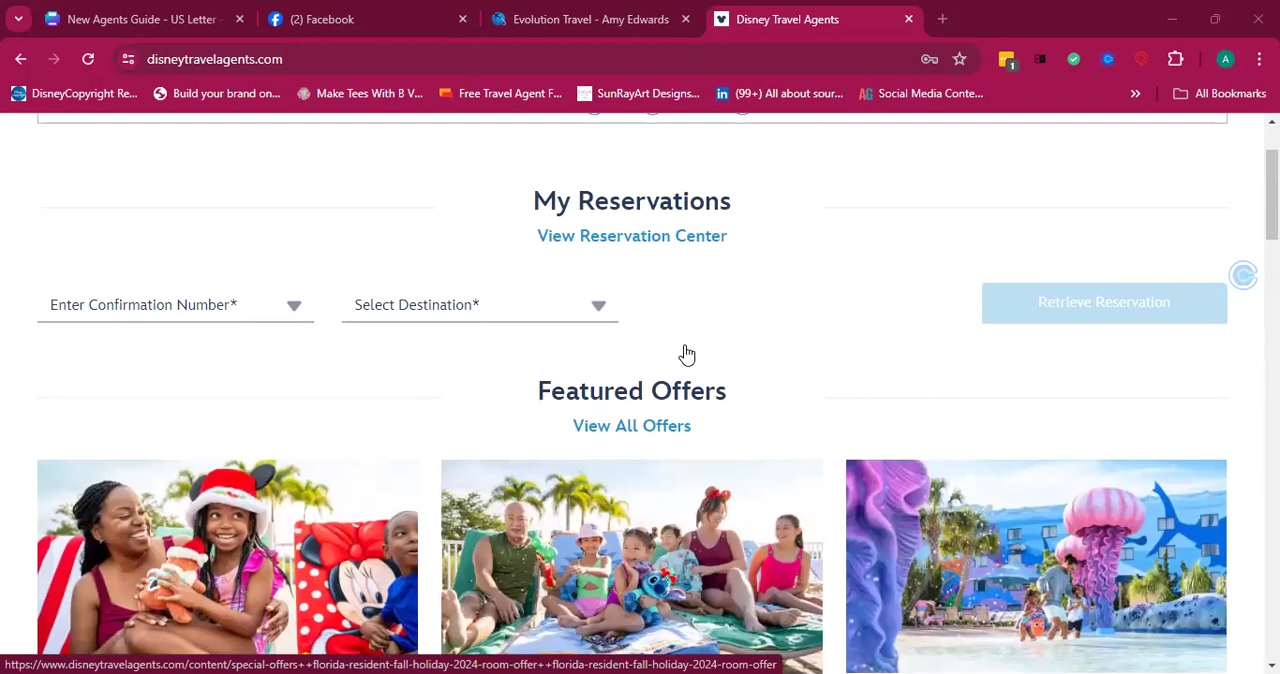 New Agents Guide - US Letter -
(2) Facebook
Evolution Travel - Amy Edwards
Disney Travel Agents
disneytravelagents.com
1
A
DisneyCopyright Re...
Build your brand on...
Make Tees With B V...
Free Travel Agent F...
SunRayArt Designs...
(99+) All about sour...
AG Social Media Conte...
All Bookmarks
My Reservations
View Reservation Center
Enter Confirmation Number*
Select Destination*
Retrieve Reservation
Featured Offers
View All Offers
https://www.disneytravelagents.com/content/special-offers++florida-resident-fall-holiday-2024-room-offer++florida-resident-fall-holiday-2024-room-offer